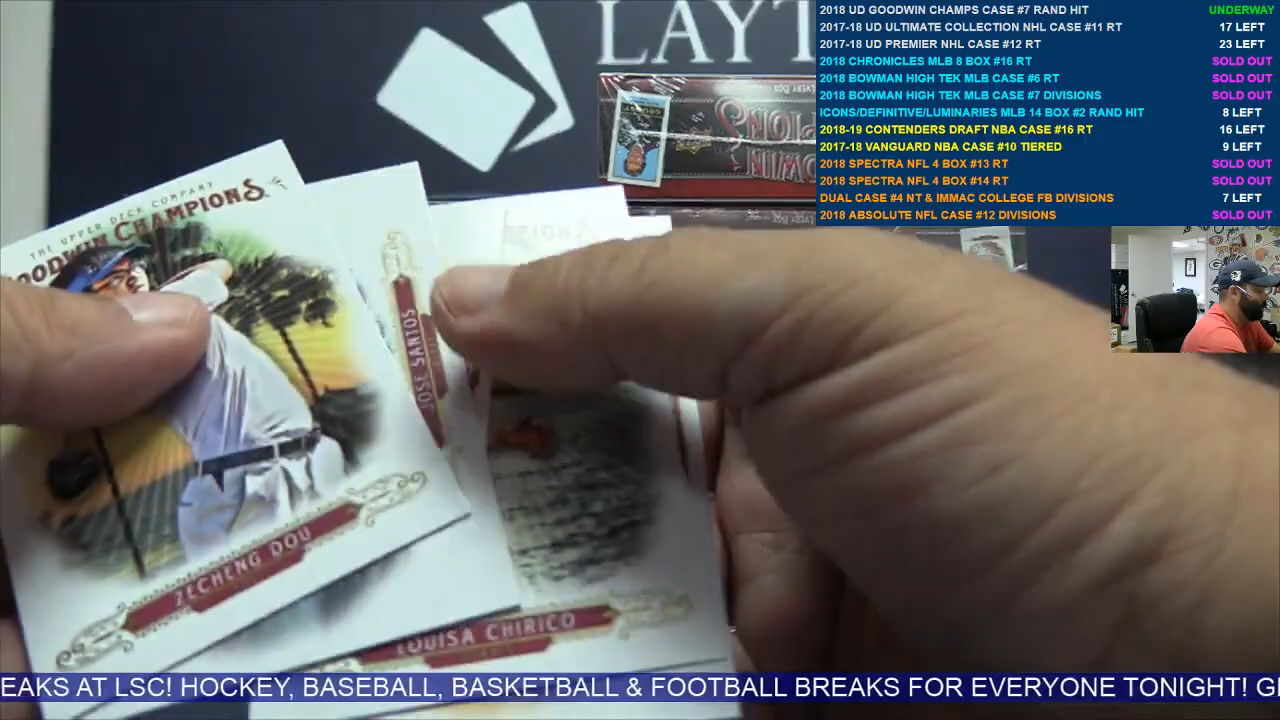 2018 UD GOODWIN CHAMPS CASE #7 RAND HIT UNDERWAY
2017-18 UD ULTIMATE COLLECTION NHL CASE #11 RT 17 LEFT
2017-18 UD PREMIER NHL CASE #12 RT 23 LEFT
2018 CHRONICLES MLB 8 BOX #16 RT SOLD OUT
2018 BOWMAN HIGH TEK MLB CASE #6 RT SOLD OUT
2018 BOWMAN HIGH TEK MLB CASE #7 DIVISIONS SOLD OUT
ICONS/DEFINITIVE/LUMINARIES MLB 14 BOX #2 RAND HIT 8 LEFT
2018-19 CONTENDERS DRAFT NBA CASE #16 RT 16 LEFT
2017-18 VANGUARD NBA CASE #10 TIERED 9 LEFT
2018 SPECTRA NFL 4 BOX #13 RT SOLD OUT
2018 SPECTRA NFL 4 BOX #14 RT SOLD OUT
DUAL CASE #4 NT & IMMAC COLLEGE FB DIVISIONS 7 LEFT
2018 ABSOLUTE NFL CASE #12 DIVISIONS SOLD OUT
LAYT
THE UPPER DECK COMPANY
GOODWIN CHAMPIONS
ZECHENG DOU
JOSE SANTOS
LOUISA CHIRICO
EAKS AT LSC! HOCKEY, BASEBALL, BASKETBALL & FOOTBALL BREAKS FOR EVERYONE TONIGHT!